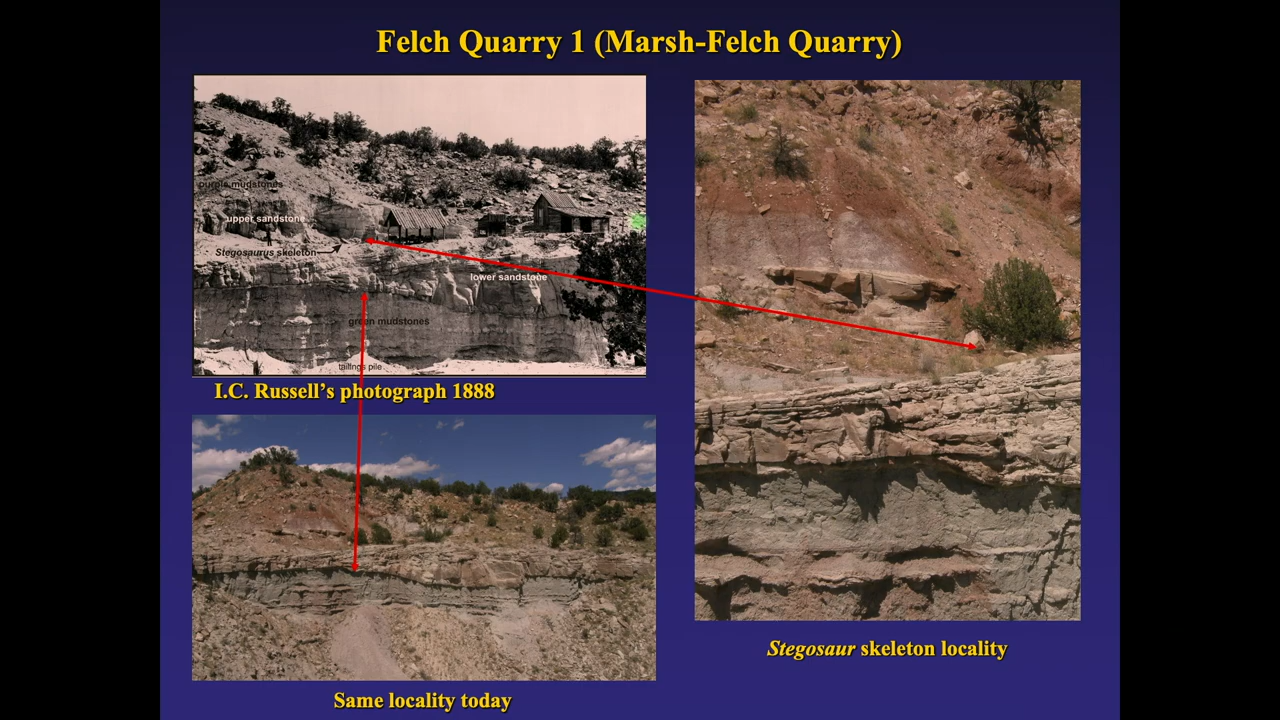 Felch Quarry 1 (Marsh-Felch Quarry)
purple mudstones
upper sandstone
Stegosaurus skeleton
lower sandstone
green mudstones
tailings pile
I.C. Russell’s photograph 1888
Same locality today
Stegosaur skeleton locality